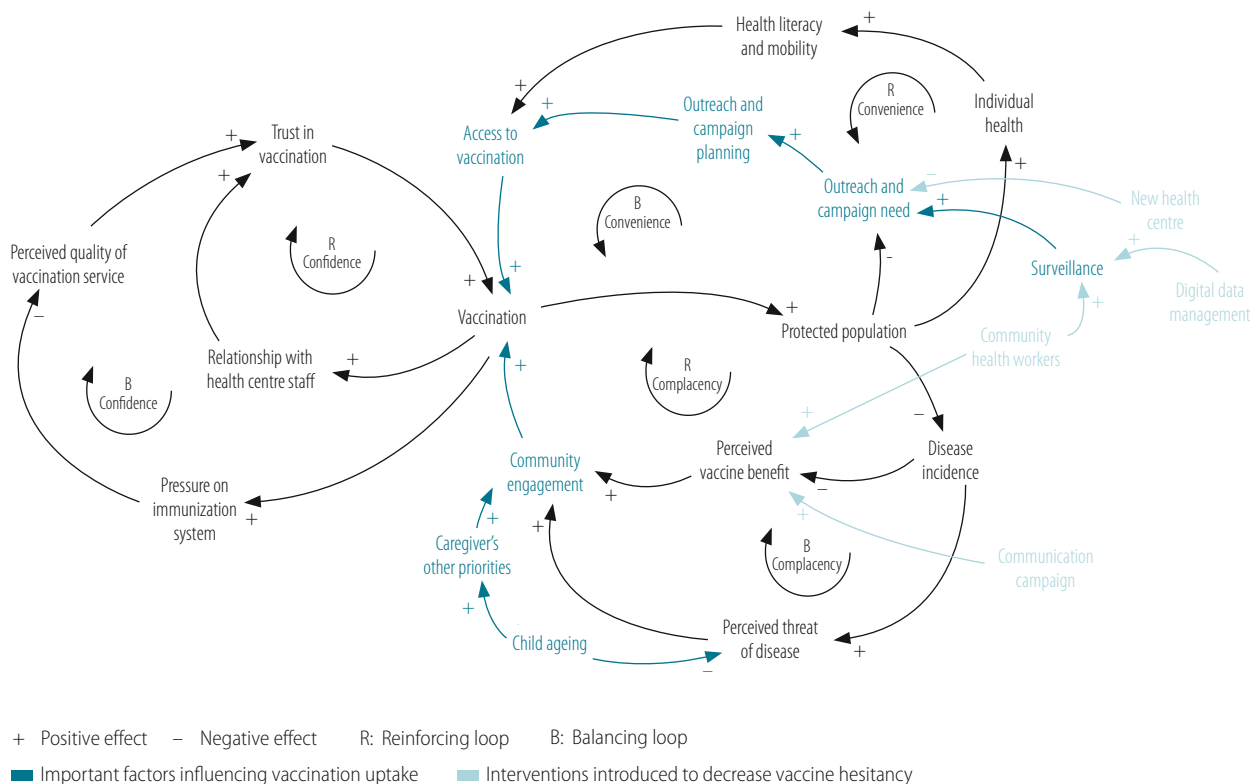 Health literacy
and mobility
+
+
R
Convenience
Individual
health
+
Outreach and
campaign
planning
+
+
Access to
vaccination
+
Trust in
vaccination
+
+
Outreach and
campaign need
–
+
-
New health
centre
Surveillance
+
+
Digital data
management
B
Convenience
R
Confidence
Perceived quality of
vaccination service
–
+
+
Vaccination
+
Protected population
Community
health workers
Relationship with
health centre staff
+
B
Confidence
R
Complacency
+
+
–
Perceived
vaccine benefit
Disease
incidence
–
+
Community
engagement
+
+
+
Pressure on
immunization
system
+
B
Complacency
Caregiver's
other priorities
+
Communication
campaign
Child ageing
–
Perceived threat
of disease
+
+ Positive effect – Negative effect R: Reinforcing loop B: Balancing loop
Important factors influencing vaccination uptake Interventions introduced to decrease vaccine hesitancy